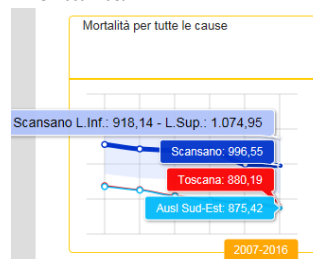 Mortalità per tutte le cause
Scansano L.Inf.: 918,14 - L.Sup.: 1.074,95
Scansano: 996,55
Toscana: 880,19
Ausl Sud-Est: 875,42
2007-2016